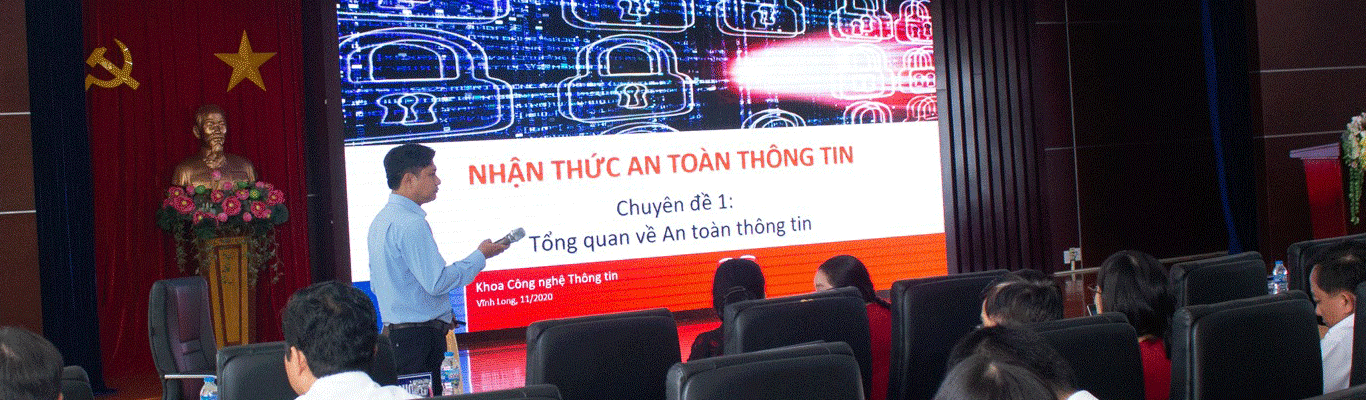 NHẬN THỨC AN TOÀN THÔNG TIN
Chuyên đề 1:
Tổng quan về An toàn thông tin
Khoa Công nghệ Thông tin
Vĩnh Long, 11/2020